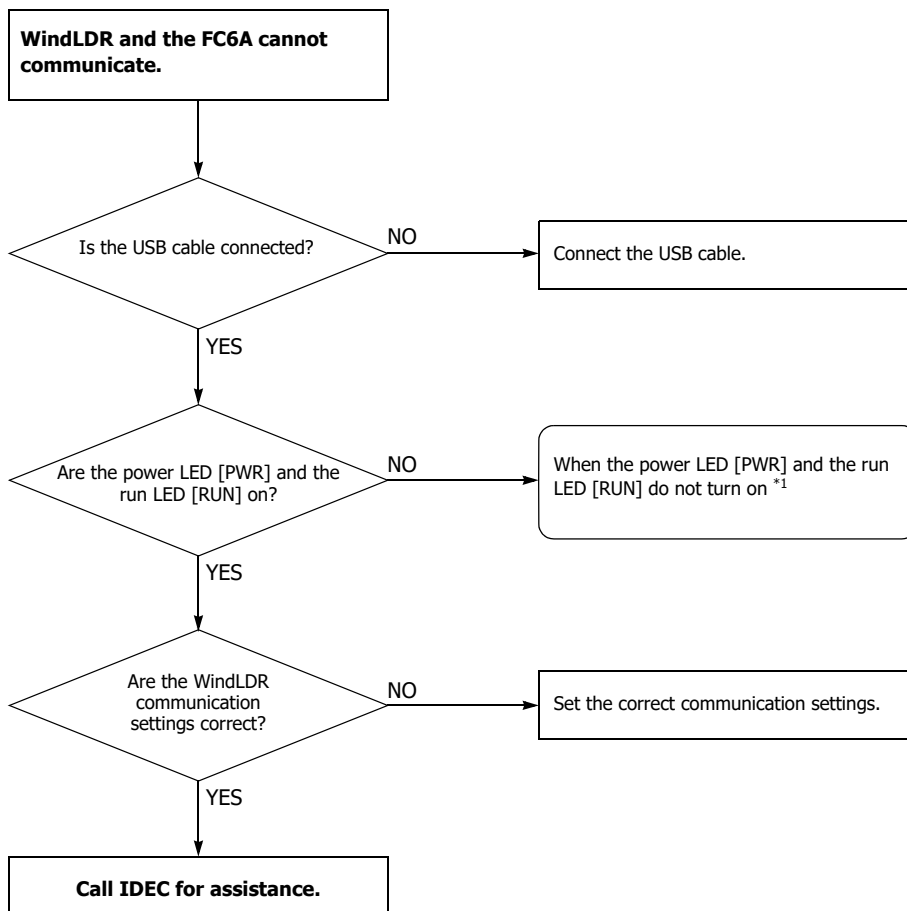 WindLDR and the FC6A cannot
communicate.
Is the USB cable connected?
NO
Connect the USB cable.
YES
Are the power LED [PWR] and the
run LED [RUN] on?
NO
When the power LED [PWR] and the run
LED [RUN] do not turn on *1
YES
Are the WindLDR
communication
settings correct?
NO
Set the correct communication settings.
YES
Call IDEC for assistance.